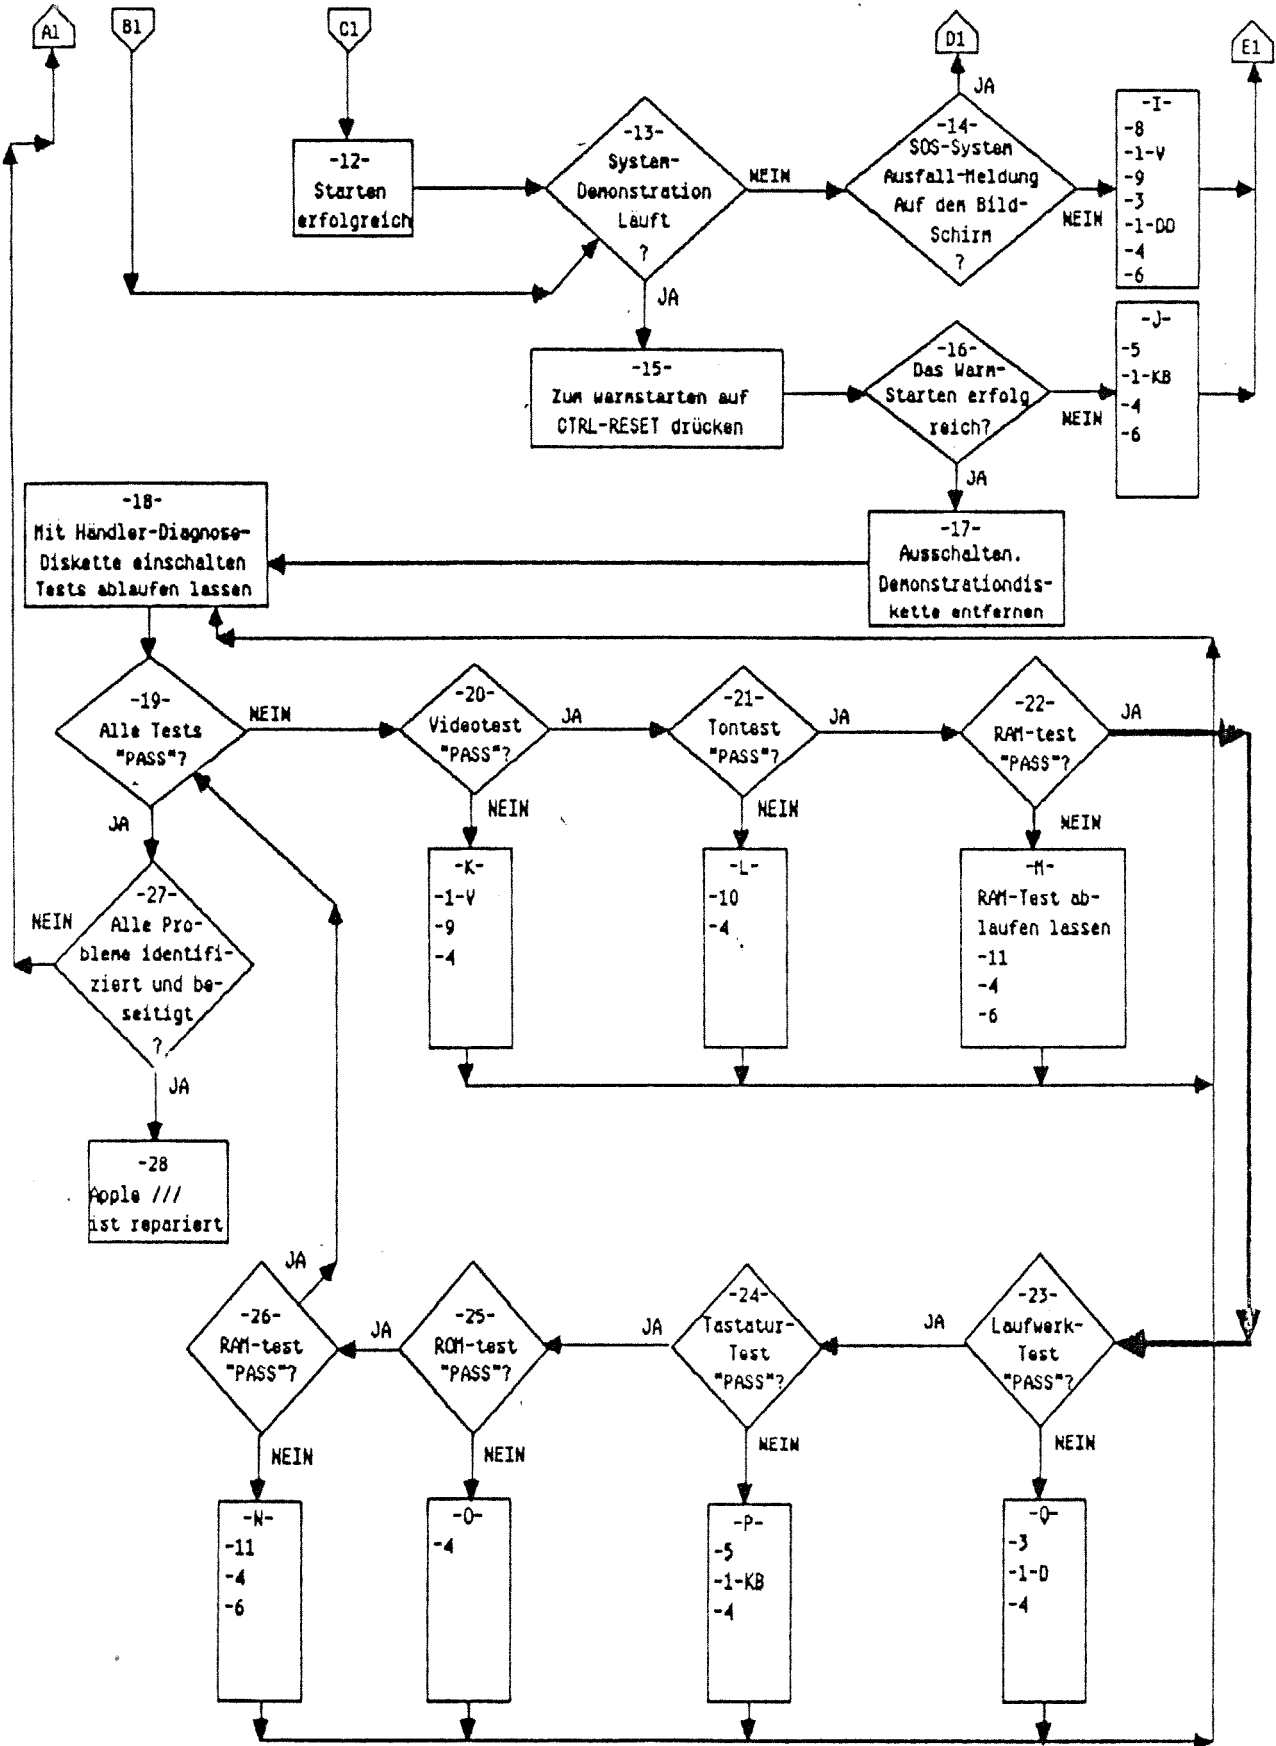 A1
B1
C1
D1
E1
-12-
Starten
erfolgreich
-13-
System-
Demonstration
Läuft
?
NEIN
JA
-14-
SOS-System
Ausfall-Meldung
Auf dem Bild-
Schirm
?
JA
NEIN
-I-
-8
-1-V
-9
-3
-1-DD
-4
-6
-15-
Zum warmstarten auf
CTRL-RESET drücken
-16-
Das Warm-
Starten erfolg
reich?
NEIN
JA
-J-
-5
-1-KB
-4
-6
-17-
Ausschalten.
Demonstrationdis-
kette entfernen
-18-
Mit Händler-Diagnose-
Diskette einschalten
Tests ablaufen lassen
-19-
Alle Tests
"PASS"?
NEIN
JA
-20-
Videotest
"PASS"?
JA
NEIN
-21-
Tontest
"PASS"?
JA
NEIN
-22-
RAM-test
"PASS"?
JA
NEIN
-K-
-1-V
-9
-4
-L-
-10
-4
-M-
RAM-Test ab-
laufen lassen
-11
-4
-6
-27-
Alle Pro-
bleme identifi-
ziert und be-
seitigt
?
NEIN
JA
-28
Apple ///
ist repariert
-26-
RAM-test
"PASS"?
JA
NEIN
-25-
ROM-test
"PASS"?
JA
NEIN
-24-
Tastatur-
Test
"PASS"?
JA
NEIN
-23-
Laufwerk-
Test
"PASS"?
JA
NEIN
-N-
-11
-4
-6
-O-
-4
-P-
-5
-1-KB
-4
-Q-
-3
-1-D
-4